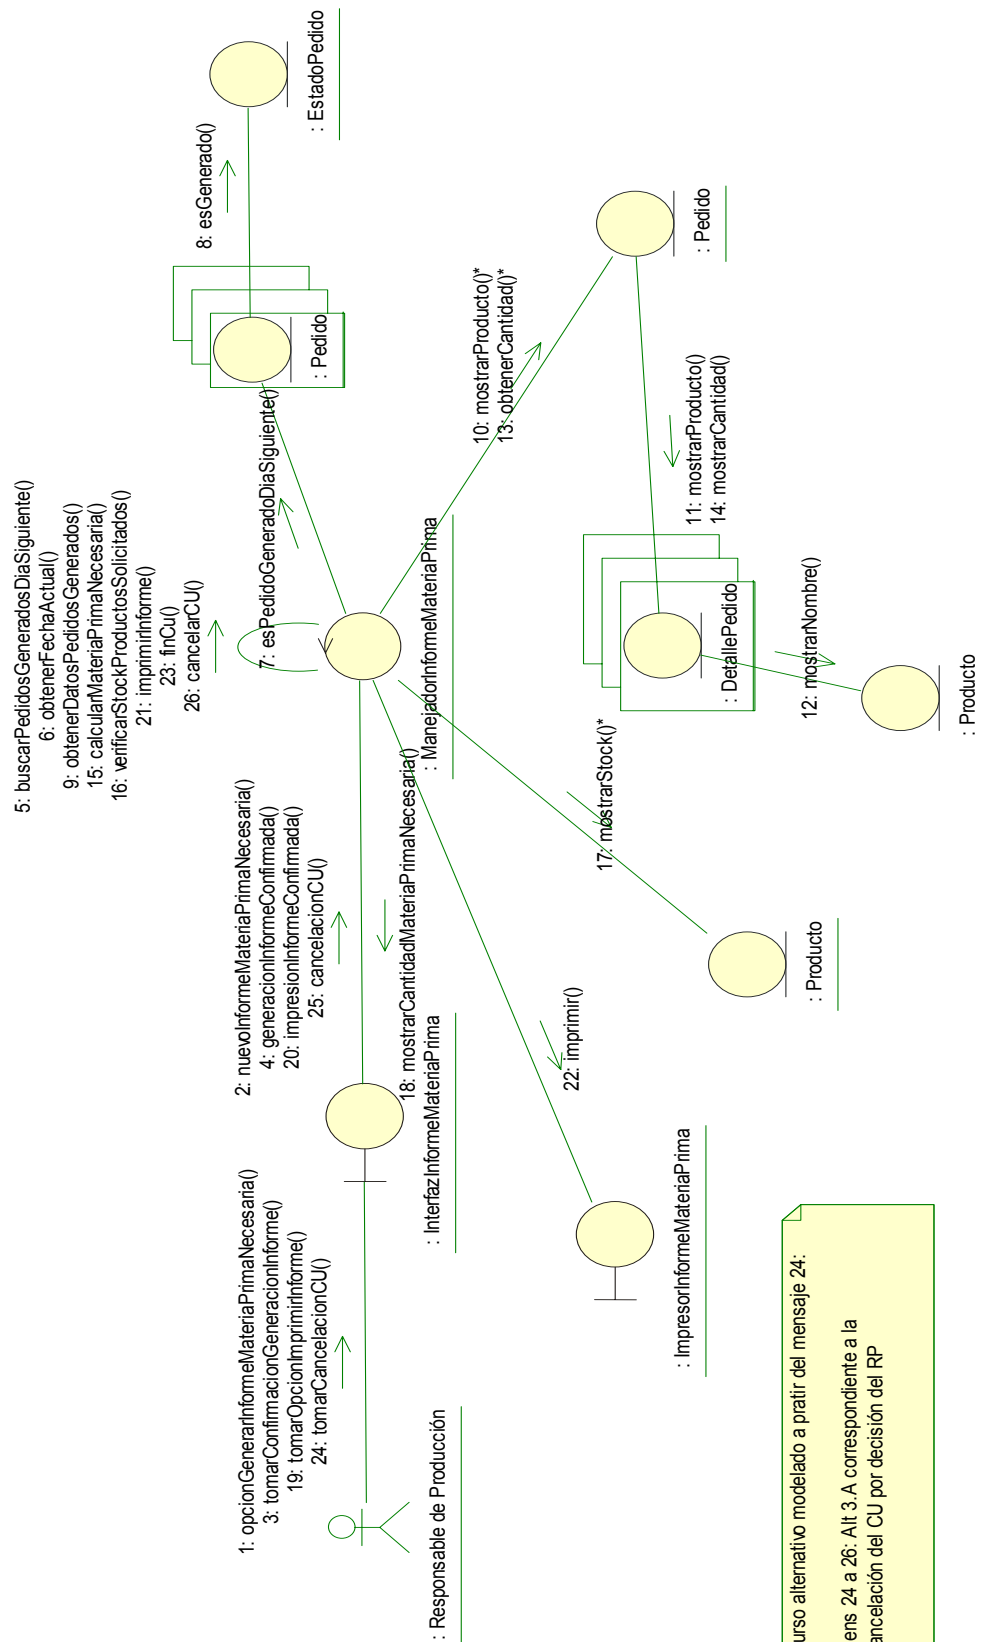 5: buscarPedidosGeneradosDiaSiguiente()
6: obtenerFechaActual()
9: obtenerDatosPedidosGenerados()
15: calcularMateriaPrimaNecesaria()
16: verificarStockProductosSolicitados()
21: imprimirInforme()
23: finCu()
26: cancelarCU()
1: opcionGenerarInformeMateriaPrimaNecesaria()
3: tomarConfirmacionGeneracionInforme()
19: tomarOpcionImprimirInforme()
24: tomarCancelacionCU()
: Responsable de Producción
2: nuevoInformeMateriaPrimaNecesaria()
4: generacionInformeConfirmada()
20: impresionInformeConfirmada()
25: cancelacionCU()
18: mostrarCantidadMateriaPrimaNecesaria()
: InterfazInformeMateriaPrima
7: esPedidoGeneradoDiaSiguiente()
: ManejadorInformeMateriaPrima
8: esGenerado()
: Pedido
: EstadoPedido
10: mostrarProducto()*
13: obtenerCantidad()*
: Pedido
11: mostrarProducto()
14: mostrarCantidad()
: DetallePedido
12: mostrarNombre()
: Producto
17: mostrarStock()*
: Producto
22: imprimir()
: ImpresorInformeMateriaPrima
urso alternativo modelado a pratir del mensaje 24:
ens 24 a 26: Alt 3.A correspondiente a la
ancelación del CU por decisión del RP